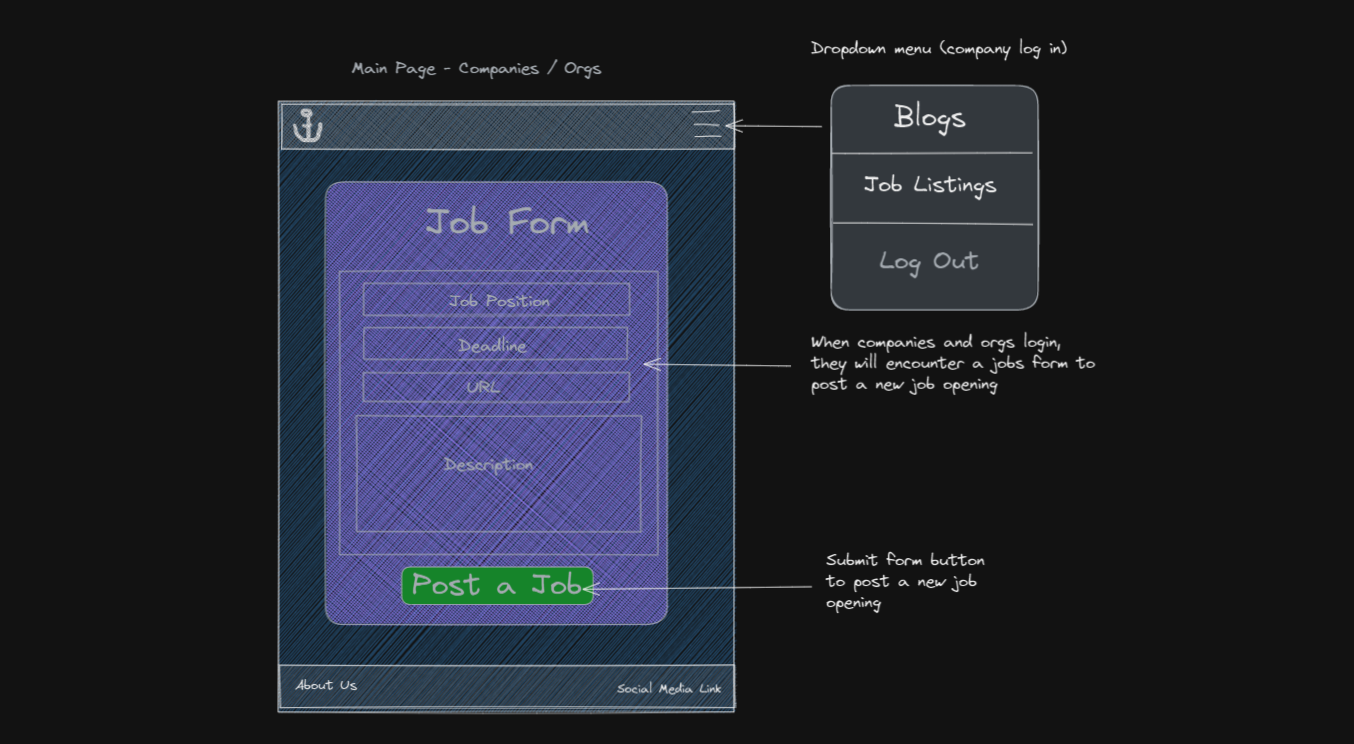 Main Page - Companies / Orgs
Job Form
Job Position
Deadline
URL
Description
Post a Job
About Us
Social Media Link
Dropdown menu (company log in)
Blogs
Job Listings
Log Out
When companies and orgs login,
they will encounter a jobs form to
post a new job opening
Submit form button
to post a new job
opening